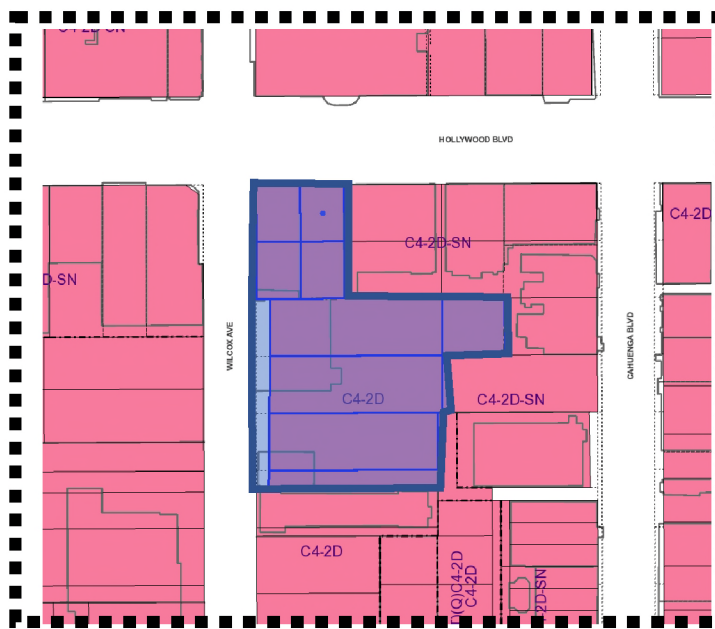 C4-2D-SN
HOLLYWOOD BLVD
C4-2D
C4-2D-SN
D-SN
WILCOX AVE
CAHUENGA BLVD
C4-2D
C4-2D-SN
C4-2D
D(Q)C4-2D
C4-2D
2D-SN